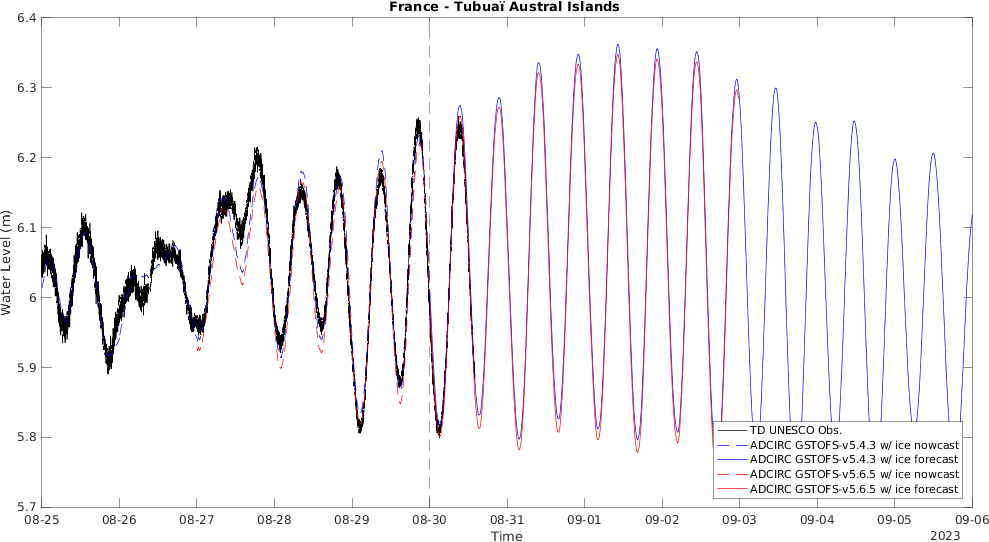 France - Tubuaï Austral Islands
6.4
6.3
6.2
6.1
6
5.9
5.8
5.7
Water Level (m)
TD UNESCO Obs.
ADCIRC GSTOFS-v5.4.3 w/ ice nowcast
ADCIRC GSTOFS-v5.4.3 w/ ice forecast
ADCIRC GSTOFS-v5.6.5 w/ ice nowcast
ADCIRC GSTOFS-v5.6.5 w/ ice forecast
08-25 08-26 08-27 08-28 08-29 08-30 08-31 09-01 09-02 09-03 09-04 09-05 09-06
Time
2023